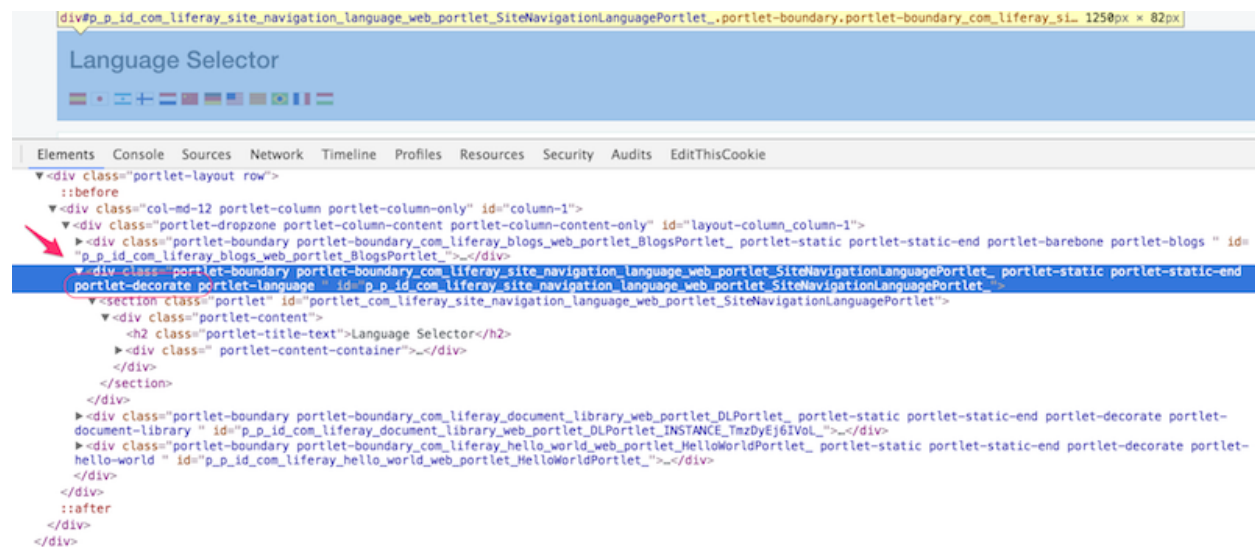 div#p_p_id_com_liferay_site_navigation_language_web_portlet_SiteNavigationLanguagePortlet_.portlet-boundary.portlet-boundary_com_liferay_si… 1250px × 82px
Language Selector
Elements Console Sources Network Timeline Profiles Resources Security Audits EditThisCookie
▼<div class="portlet-layout row">
::before
▼<div class="col-md-12 portlet-column portlet-column-only" id="column-1">
▼<div class="portlet-dropzone portlet-column-content portlet-column-content-only" id="layout-column_column-1">
▶<div class="portlet-boundary portlet-boundary_com_liferay_blogs_web_portlet_BlogsPortlet_ portlet-static portlet-static-end portlet-barebone portlet-blogs " id=
"p_p_id_com_liferay_blogs_web_portlet_BlogsPortlet_">…</div>
▼<div class="portlet-boundary portlet-boundary_com_liferay_site_navigation_language_web_portlet_SiteNavigationLanguagePortlet_ portlet-static portlet-static-end
portlet-decorate portlet-language " id="p_p_id_com_liferay_site_navigation_language_web_portlet_SiteNavigationLanguagePortlet_">
▼<section class="portlet" id="portlet_com_liferay_site_navigation_language_web_portlet_SiteNavigationLanguagePortlet">
▼<div class="portlet-content">
<h2 class="portlet-title-text">Language Selector</h2>
▶<div class=" portlet-content-container">…</div>
</div>
</section>
</div>
▶<div class="portlet-boundary portlet-boundary_com_liferay_document_library_web_portlet_DLPortlet_ portlet-static portlet-static-end portlet-decorate portlet-
document-library " id="p_p_id_com_liferay_document_library_web_portlet_DLPortlet_INSTANCE_TmzDyEj6IVoL_">…</div>
▶<div class="portlet-boundary portlet-boundary_com_liferay_hello_world_web_portlet_HelloWorldPortlet_ portlet-static portlet-static-end portlet-decorate portlet-
hello-world " id="p_p_id_com_liferay_hello_world_web_portlet_HelloWorldPortlet_">…</div>
</div>
</div>
::after
</div>
</div>